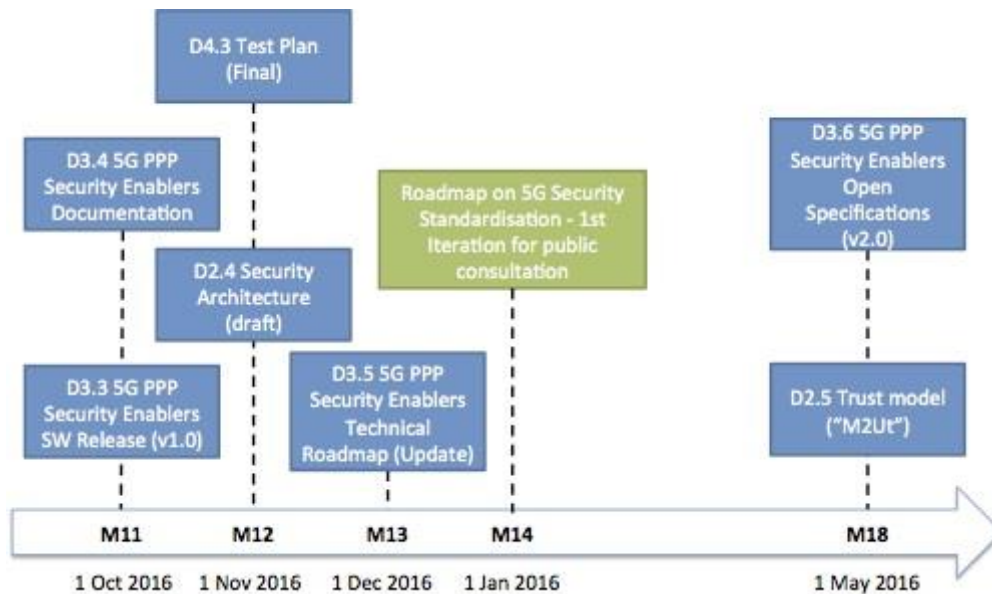 D4.3 Test Plan
(Final)
D3.4 5G PPP
Security Enablers
Documentation
D3.6 5G PPP
Security Enablers
Open
Specifications
(v2.0)
Roadmap on 5G Security
Standardisation - 1st
Iteration for public
consultation
D2.4 Security
Architecture
(draft)
D3.3 5G PPP
Security Enablers
SW Release (v1.0)
D3.5 5G PPP
Security Enablers
Technical
Roadmap (Update)
D2.5 Trust model
("M2Ut")
M11 M12 M13 M14 M18
1 Oct 2016 1 Nov 2016 1 Dec 2016 1 Jan 2016 1 May 2016